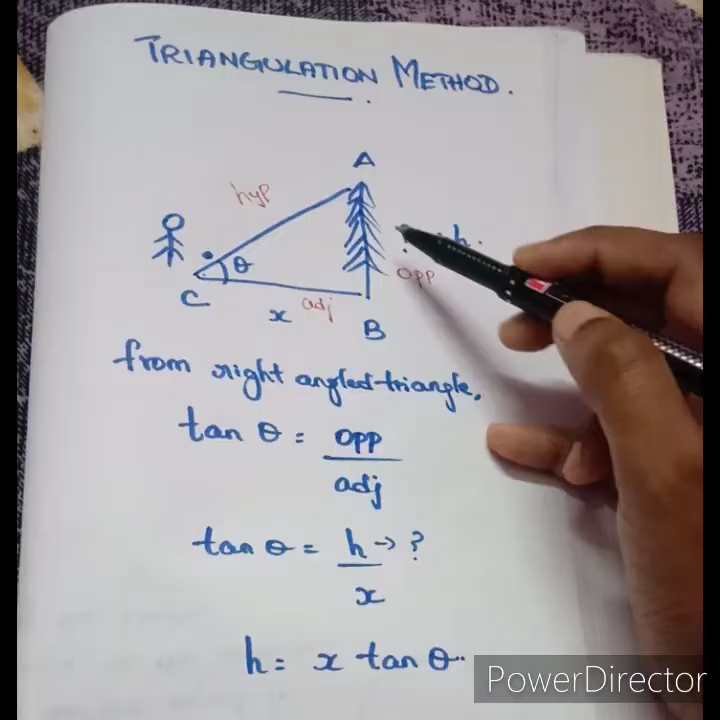 TRIANGULATION METHOD.
A
hyp
h.
θ
opp
C
x adj
B
from right angled triangle,
tan θ = opp
adj
tan θ = h → ?
x
h = x tan θ..
PowerDirector